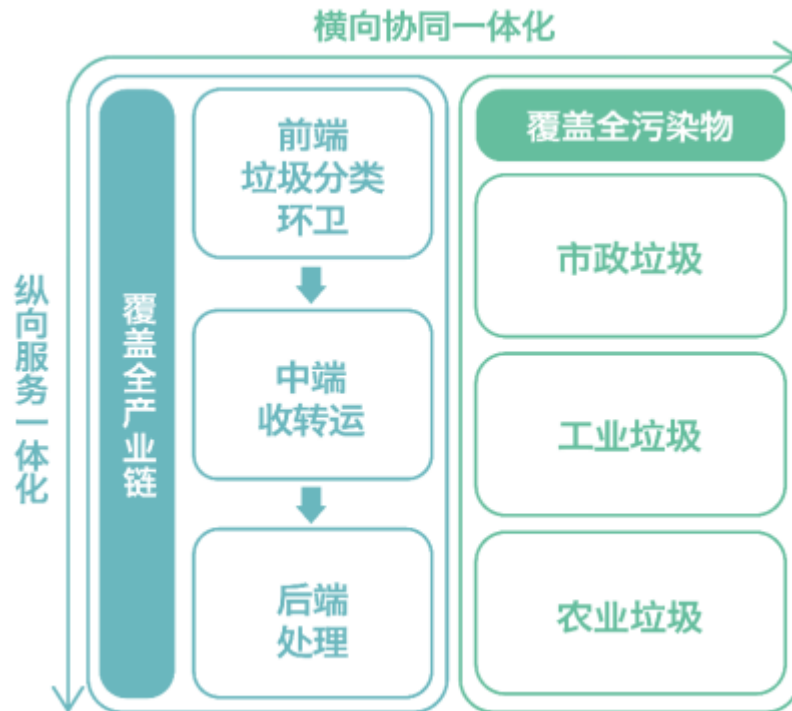 横向协同一体化
纵向服务一体化
覆盖全产业链
前端
垃圾分类
环卫
中端
收转运
后端
处理
覆盖全污染物
市政垃圾
工业垃圾
农业垃圾